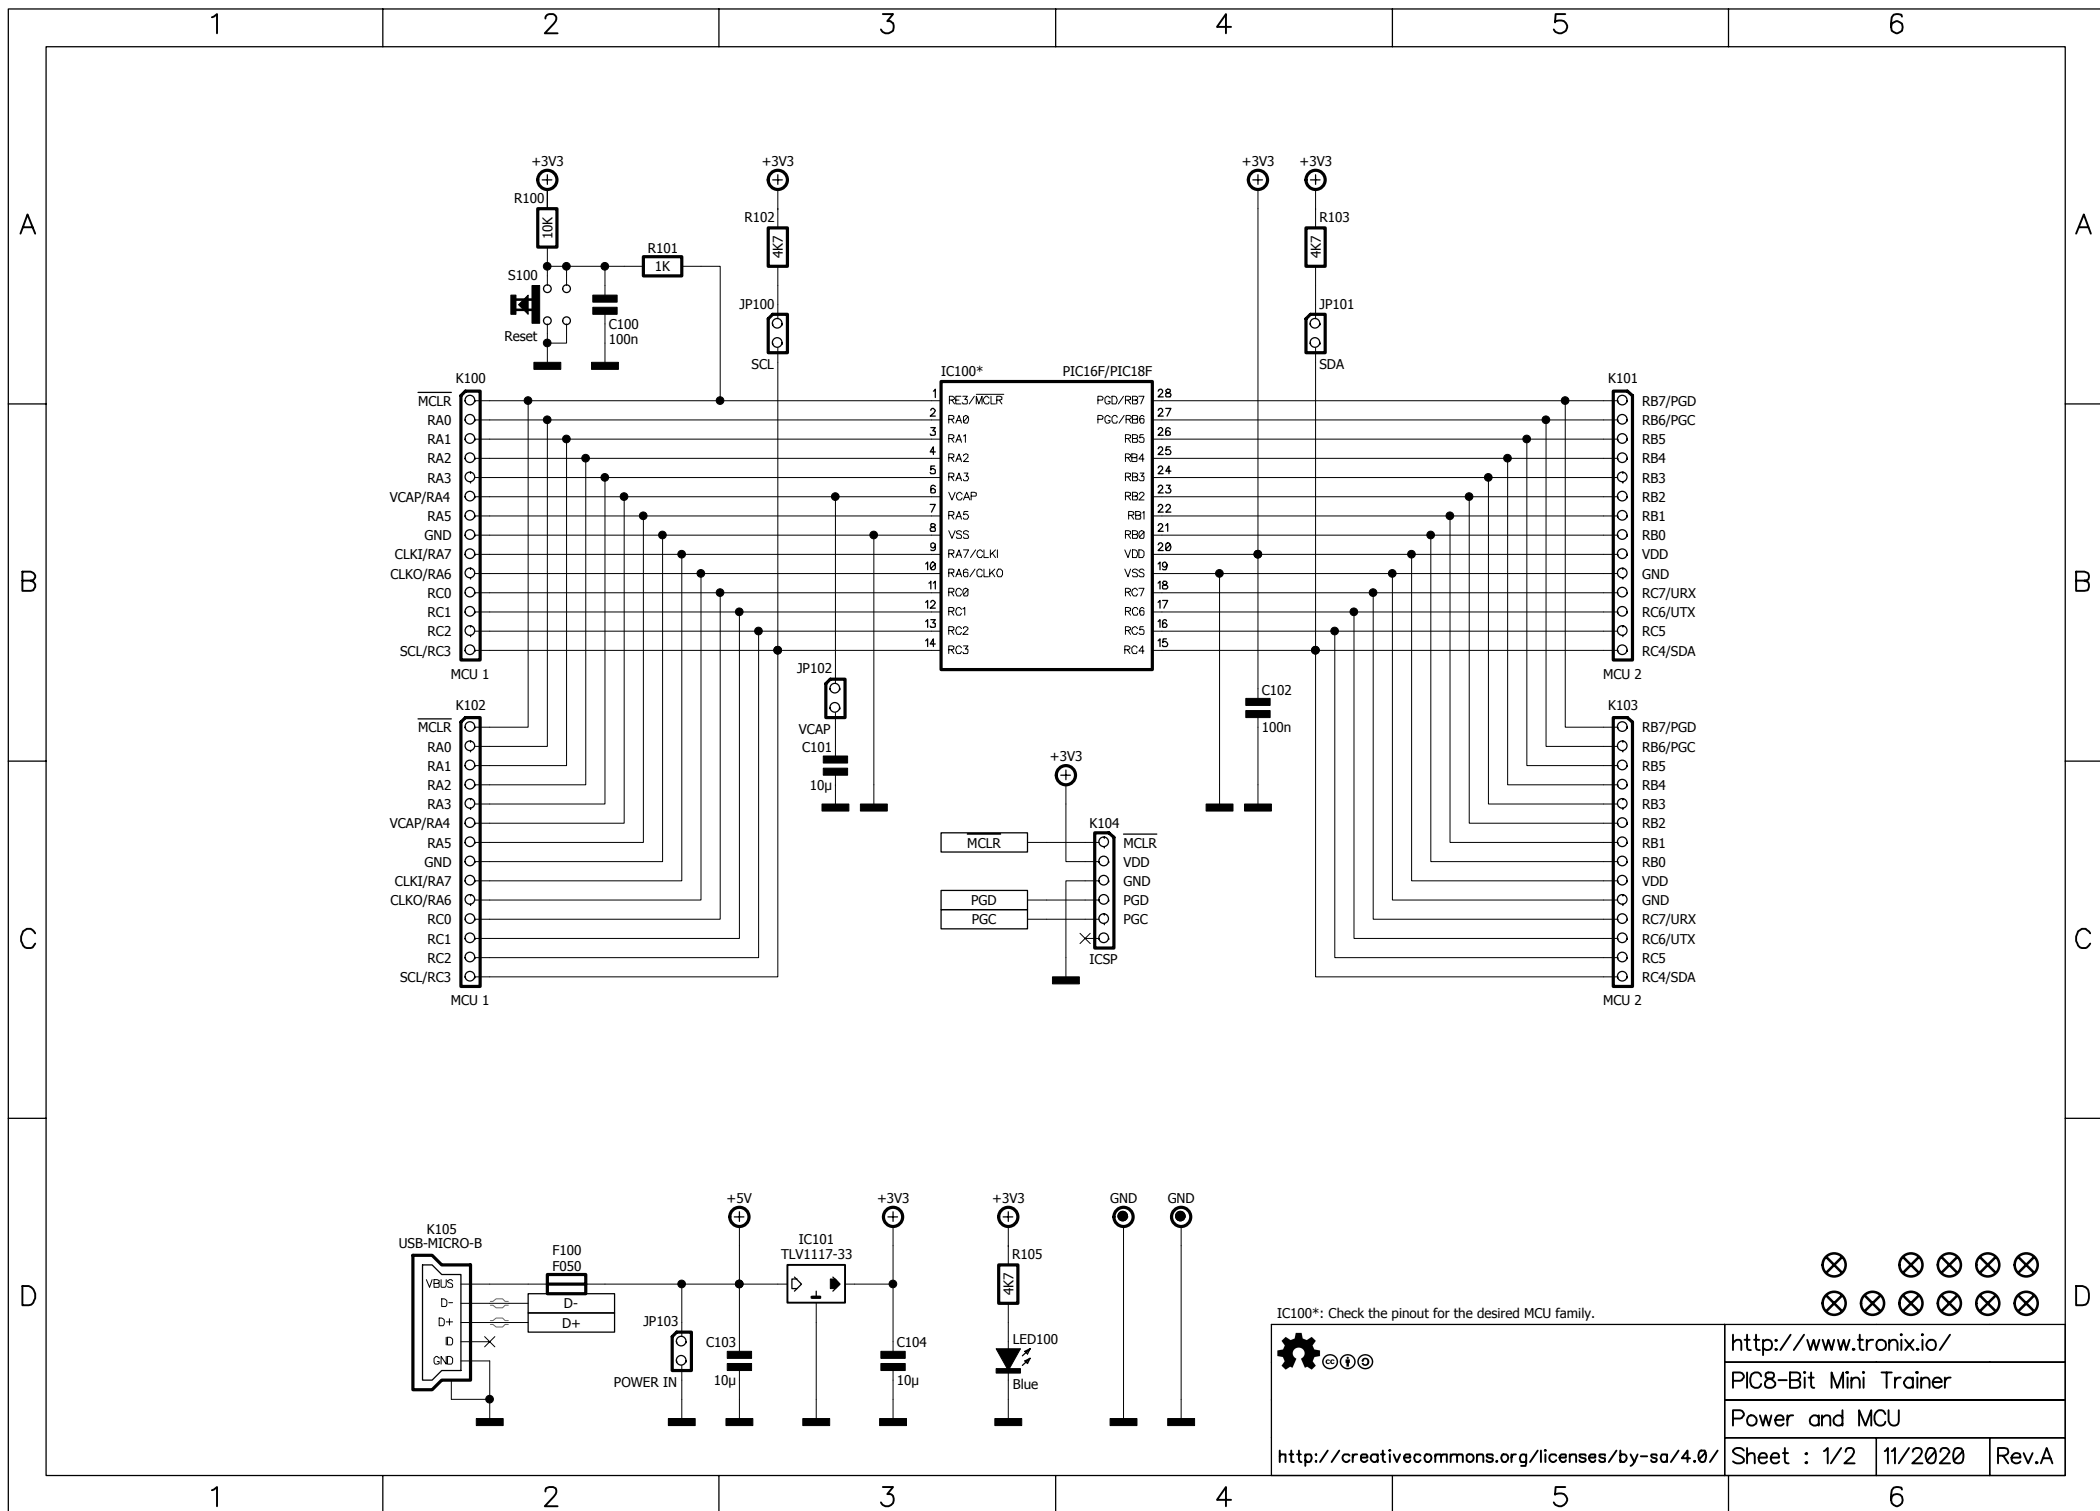 1 2 3 4 5 6
A A
B B
C C
D D
+3V3
R100
10K
S100
Reset
C100
100n
R101
1K
+3V3
R102
4K7
JP100
SCL
+3V3
+3V3
R103
4K7
JP101
SDA
K100
MCLR
RA0
RA1
RA2
RA3
VCAP/RA4
RA5
GND
CLKI/RA7
CLKO/RA6
RC0
RC1
RC2
SCL/RC3
MCU 1
IC100* PIC16F/PIC18F
1 RE3/MCLR PGD/RB7 28
2 RA0 PGC/RB6 27
3 RA1 RB5 26
4 RA2 RB4 25
5 RA3 RB3 24
6 VCAP RB2 23
7 RA5 RB1 22
8 VSS RB0 21
9 RA7/CLKI VDD 20
10 RA6/CLKO VSS 19
11 RC0 RC7 18
12 RC1 RC6 17
13 RC2 RC5 16
14 RC3 RC4 15
K101
RB7/PGD
RB6/PGC
RB5
RB4
RB3
RB2
RB1
RB0
VDD
GND
RC7/URX
RC6/UTX
RC5
RC4/SDA
MCU 2
K102
MCLR
RA0
RA1
RA2
RA3
VCAP/RA4
RA5
GND
CLKI/RA7
CLKO/RA6
RC0
RC1
RC2
SCL/RC3
MCU 1
JP102
VCAP
C101
10µ
C102
100n
+3V3
K104
MCLR MCLR
VDD
GND
PGD PGD
PGC PGC
ICSP
K103
RB7/PGD
RB6/PGC
RB5
RB4
RB3
RB2
RB1
RB0
VDD
GND
RC7/URX
RC6/UTX
RC5
RC4/SDA
MCU 2
K105
USB-MICRO-B
VBUS
D-
D+
ID
GND
F100
F050
D-
D+
JP103
POWER IN
+5V
C103
10µ
IC101
TLV1117-33
+3V3
C104
10µ
+3V3
R105
4K7
LED100
Blue
GND
GND
IC100*: Check the pinout for the desired MCU family.
cc
http://creativecommons.org/licenses/by-sa/4.0/
http://www.tronix.io/
PIC8-Bit Mini Trainer
Power and MCU
Sheet : 1/2 11/2020 Rev.A
1 2 3 4 5 6